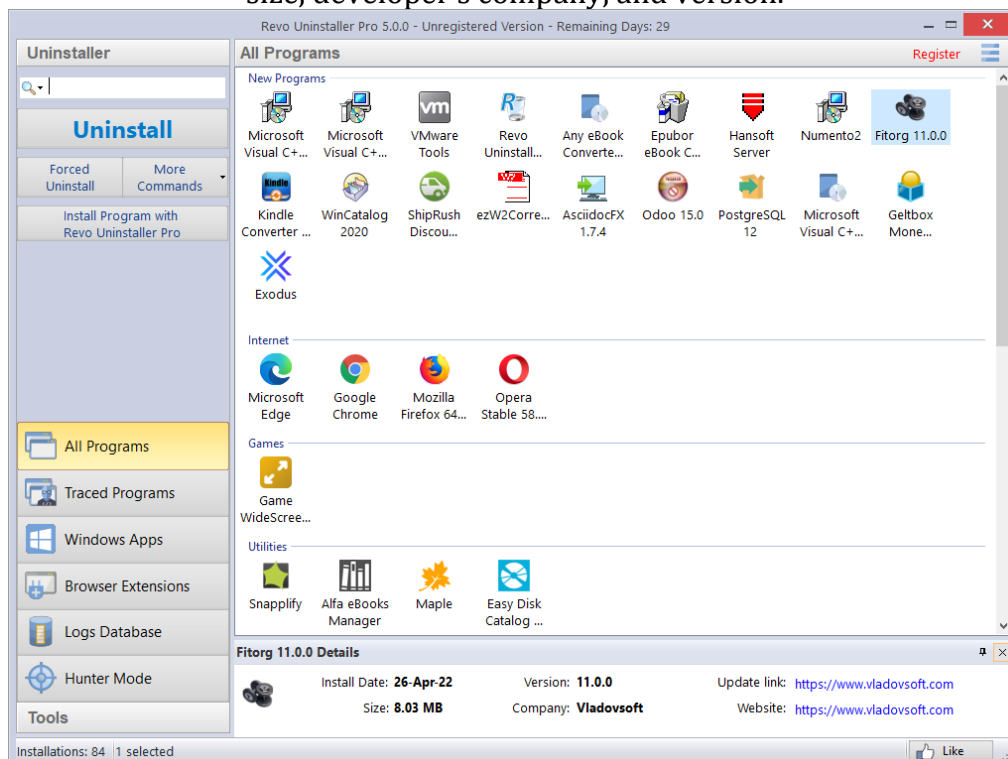 size, developer's company, and version.
Revo Uninstaller Pro 5.0.0 - Unregistered Version - Remaining Days: 29
Uninstaller
All Programs
Register
Uninstall
Forced Uninstall
More Commands
Install Program with
Revo Uninstaller Pro
All Programs
Traced Programs
Windows Apps
Browser Extensions
Logs Database
Hunter Mode
Tools
New Programs
Microsoft Visual C+...
Microsoft Visual C+...
vm
VMware Tools
Revo Uninstall...
Any eBook Converte...
Epubor eBook C...
Hansoft Server
Numento2
Fitorg 11.0.0
Kindle
Kindle Converter ...
WinCatalog 2020
ShipRush Discou...
ezW2Corre...
AsciidocFX 1.7.4
Odoo 15.0
PostgreSQL 12
Microsoft Visual C+...
Geltbox Mone...
Exodus
Internet
Microsoft Edge
Google Chrome
Mozilla Firefox 64...
Opera Stable 58....
Games
Game WideScree...
Utilities
Snapplify
Alfa eBooks Manager
Maple
Easy Disk Catalog ...
Fitorg 11.0.0 Details
Install Date: 26-Apr-22
Version: 11.0.0
Update link: https://www.vladovsoft.com
Size: 8.03 MB
Company: Vladovsoft
Website: https://www.vladovsoft.com
Installations: 84
1 selected
Like